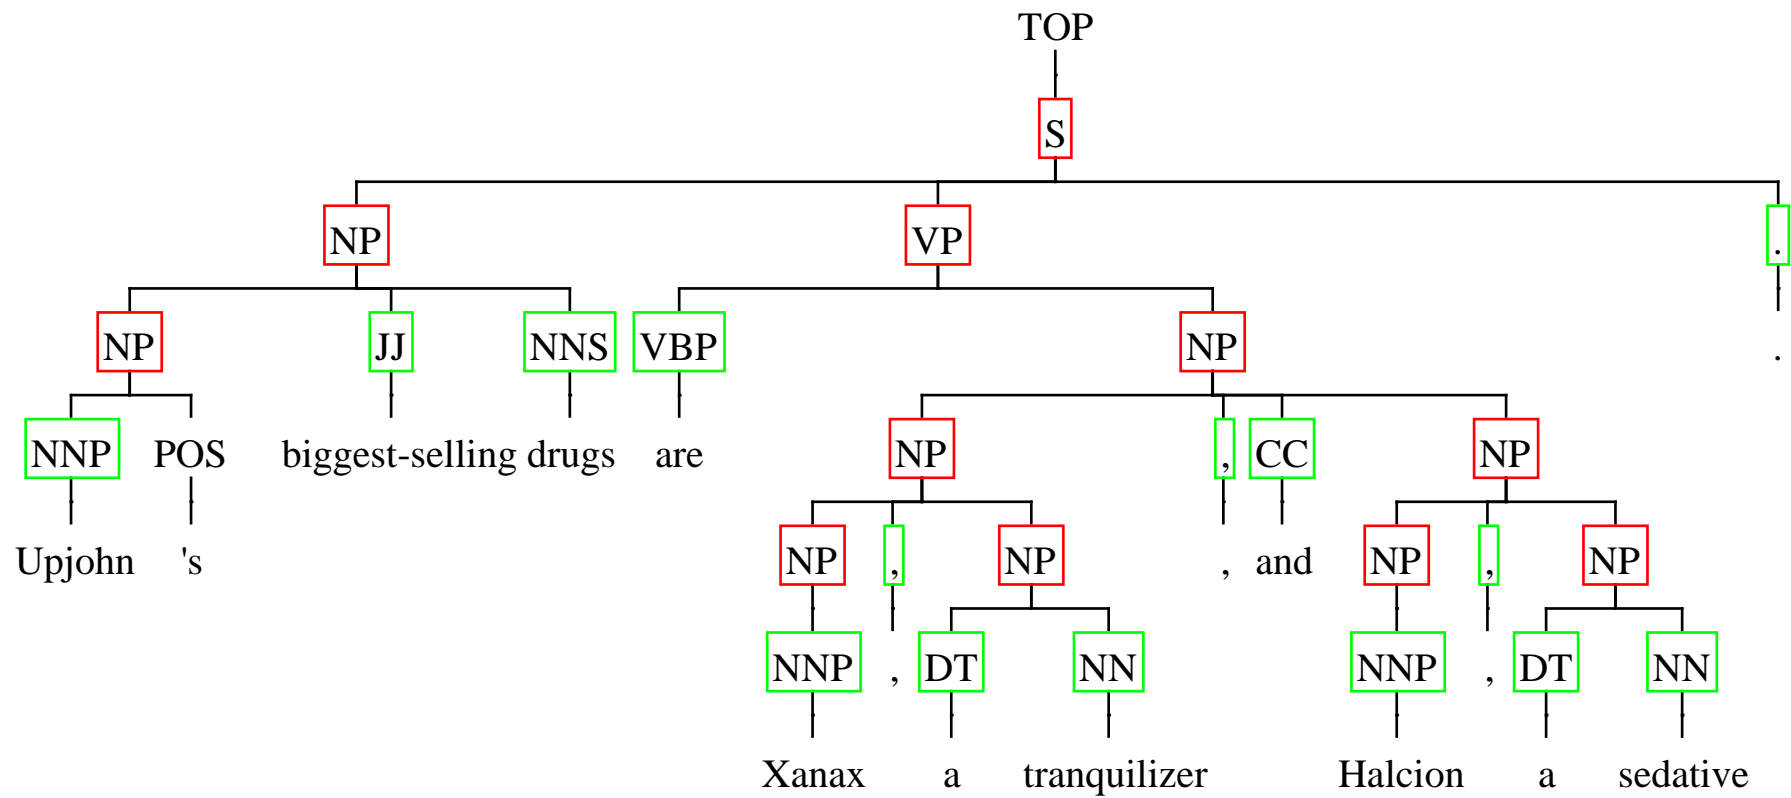 TOP
S
NP VP .
NP JJ NNS VBP NP .
NNP POS biggest-selling drugs are NP , CC NP
Upjohn 's NP , NP , and NP , NP
NNP , DT NN NNP , DT NN
Xanax a tranquilizer Halcion a sedative